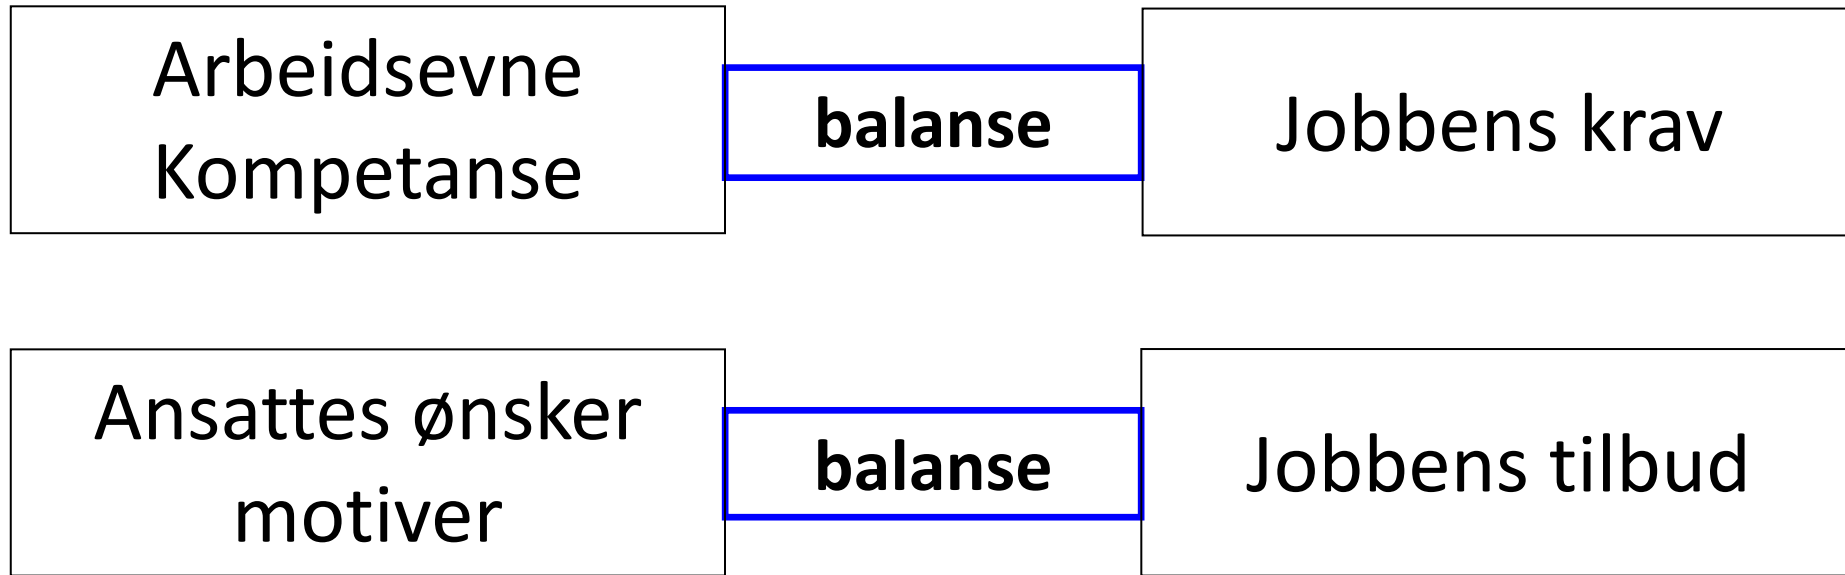 Arbeidsevne
Kompetanse
balanse
Jobbens krav
Ansattes ønsker
motiver
balanse
Jobbens tilbud